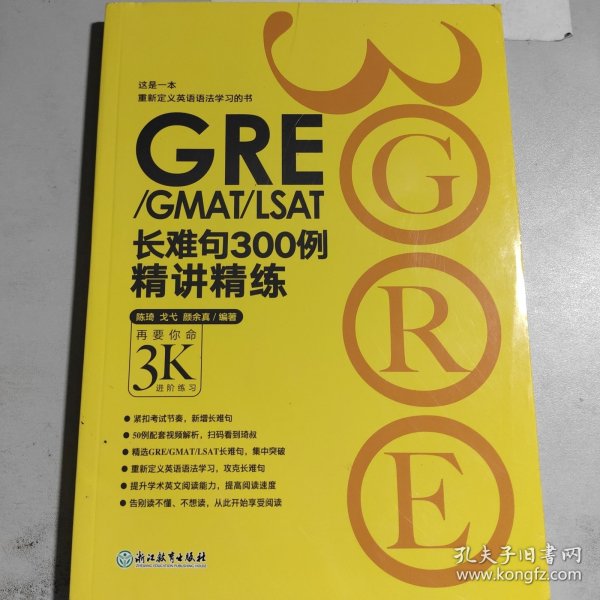 这是一本
重新定义英语语法学习的书
GRE
/GMAT/LSAT
长难句300例
精讲精练
陈琦 戈弋 颜余真/编著
再要你命
3K
进阶练习
● 紧扣考试节奏，新增长难句
● 50例配套视频解析，扫码看到琦叔
● 精选GRE/GMAT/LSAT长难句，集中突破
● 重新定义英语语法学习，攻克长难句
● 提升学术英文阅读能力，提高阅读速度
● 告别读不懂、不想读，从此开始享受阅读
浙江教育出版社
ZHEJIANG EDUCATION PUBLISHING HOUSE
3
G
R
E
孔夫子旧书网
www.kongfz.com